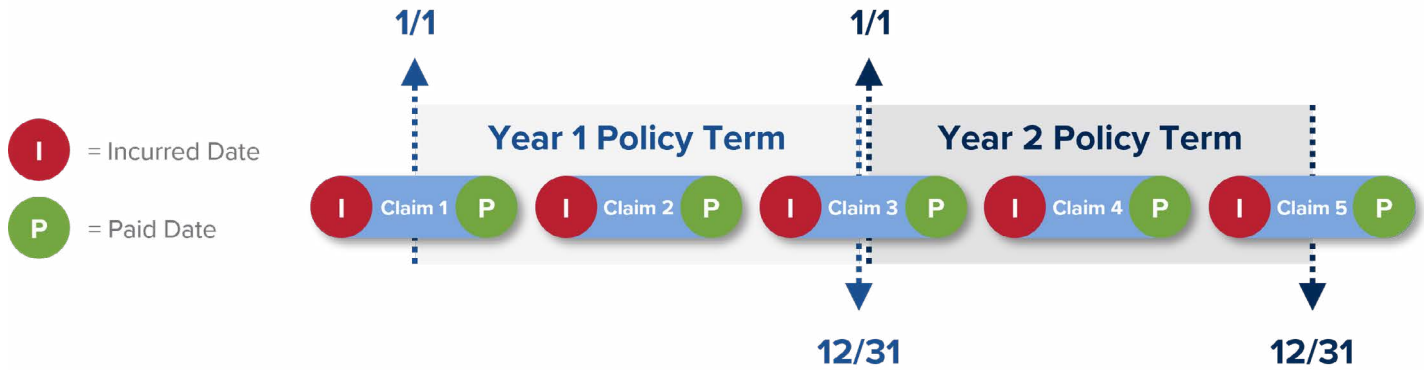 1/1
1/1
Year 1 Policy Term
Year 2 Policy Term
I = Incurred Date
P = Paid Date
I Claim 1 P
I Claim 2 P
I Claim 3 P
I Claim 4 P
I Claim 5 P
12/31
12/31